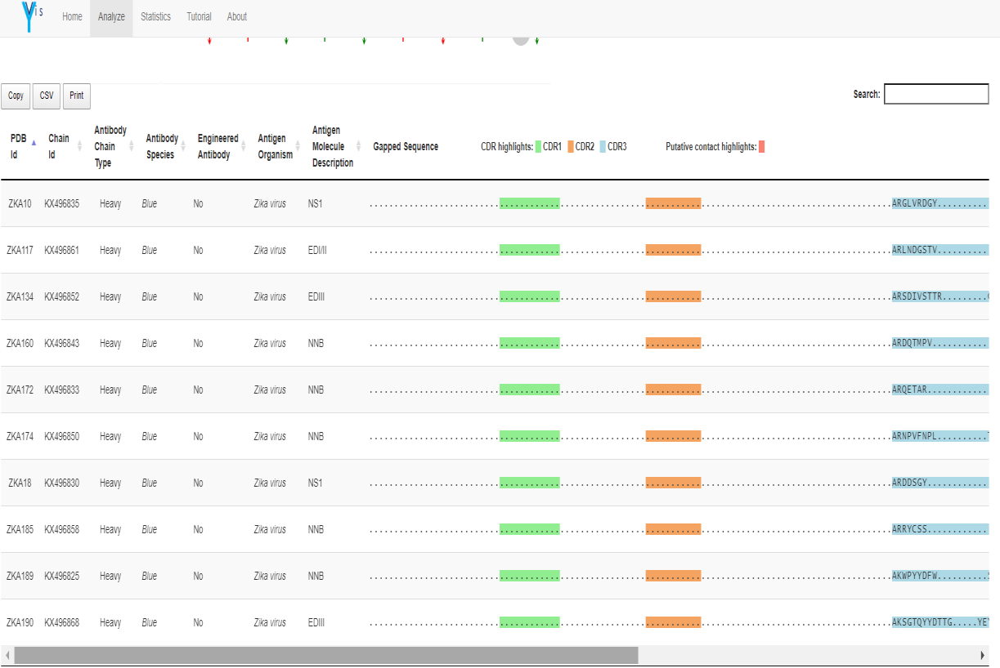 Yis Home Analyze Statistics Tutorial About
Copy CSV Print Search:
PDB Id Chain Id Antibody Chain Type Antibody Species Engineered Antibody Antigen Organism Antigen Molecule Description Gapped Sequence CDR highlights: CDR1 CDR2 CDR3 Putative contact highlights:
ZKA10 KX496835 Heavy Blue No Zika virus NS1 ARGLVRDGY
ZKA117 KX496861 Heavy Blue No Zika virus EDI/II ARLNDGSTV
ZKA134 KX496852 Heavy Blue No Zika virus EDIII ARSDIVSTTR
ZKA160 KX496843 Heavy Blue No Zika virus NNB ARDQTMPV
ZKA172 KX496833 Heavy Blue No Zika virus NNB ARQETAR
ZKA174 KX496850 Heavy Blue No Zika virus NNB ARNPVFNPL
ZKA18 KX496830 Heavy Blue No Zika virus NS1 ARDDSGY
ZKA185 KX496858 Heavy Blue No Zika virus NNB ARRYCSS
ZKA189 KX496825 Heavy Blue No Zika virus NNB AKWPYYDFW
ZKA190 KX496868 Heavy Blue No Zika virus EDIII AKSGTQYYDTTG.....YE